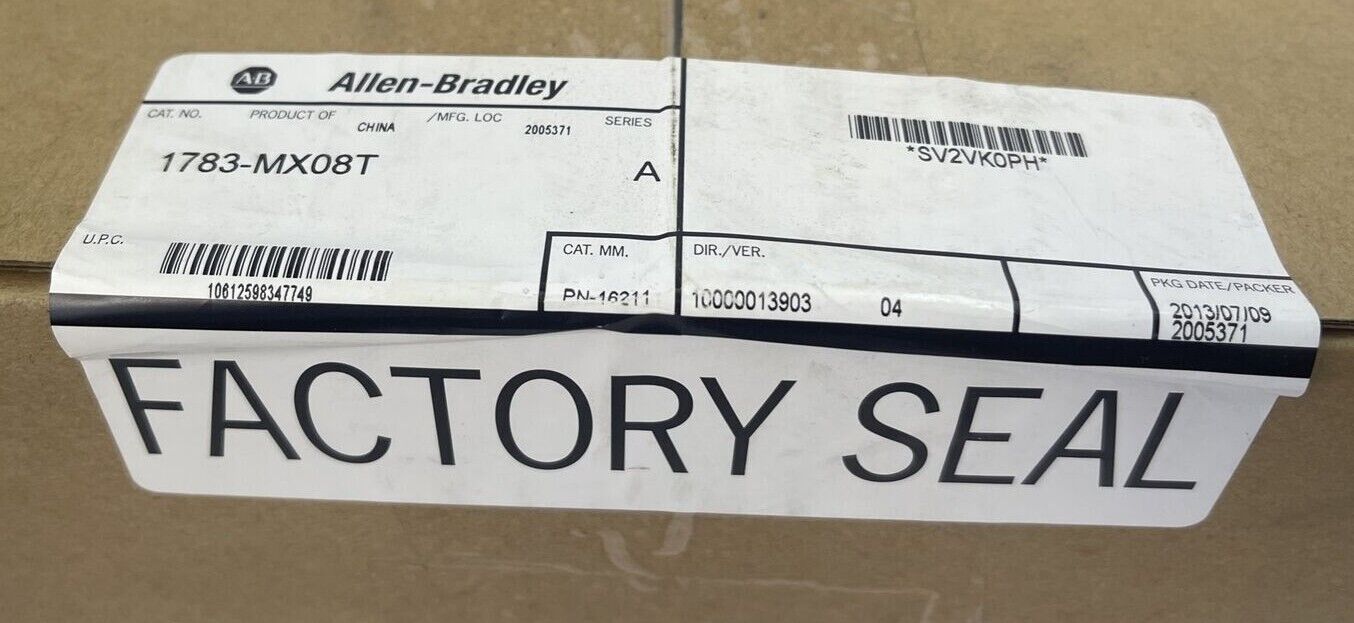 AB Allen-Bradley
CAT. NO. PRODUCT OF CHINA /MFG. LOC 2005371 SERIES
1783-MX08T A
*SV2VK0PH*
U.P.C.
10612598347749
CAT. MM. DIR./VER.
PN-16211 10000013903 04
PKG DATE/PACKER
2013/07/09
2005371
FACTORY SEAL